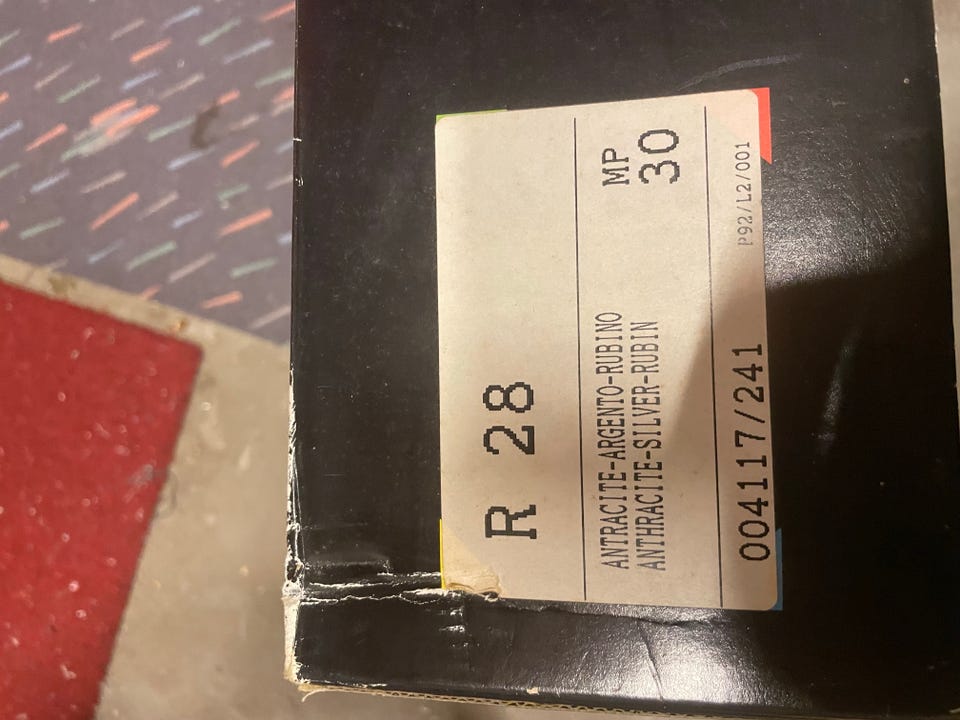 R 28
ANTRACITE-ARGENTO-RUBINO
ANTHRACITE-SILVER-RUBIN
MP
30
004117/241
P92/L2/001